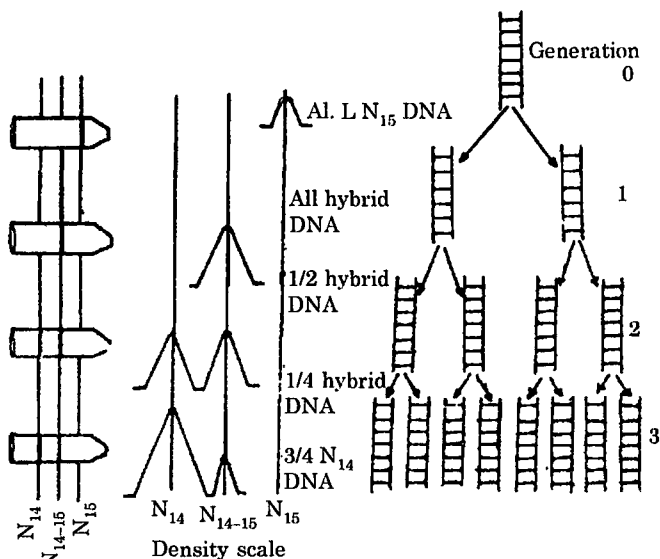 Generation
0
Al. L N15 DNA
All hybrid
DNA
1
1/2 hybrid
DNA
2
1/4 hybrid
DNA
3
3/4 N14
DNA
N14
N14-15
N15
N14
N14-15
N15
Density scale